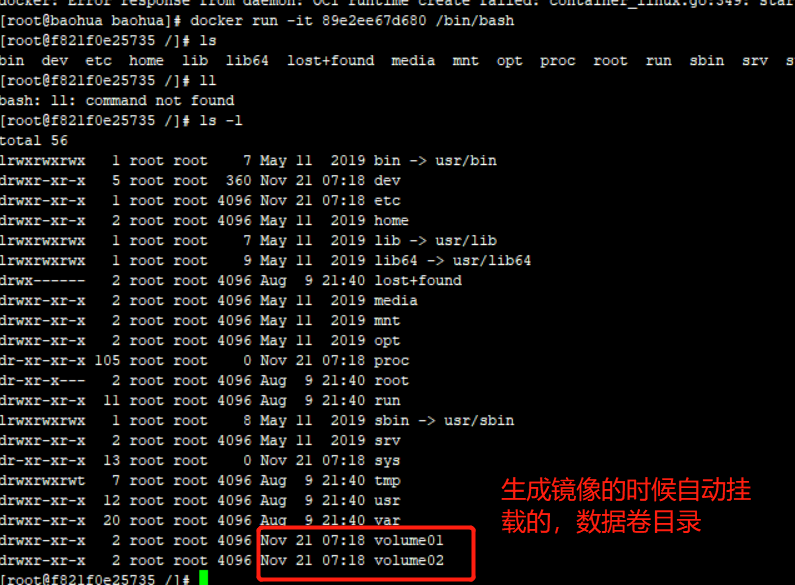 docker: Error response from daemon: OCI runtime create failed: container_linux.go:349: star
[root@baohua baohua]# docker run -it 89e2ee67d680 /bin/bash
[root@f821f0e25735 /]# ls
bin dev etc home lib lib64 lost+found media mnt opt proc root run sbin srv s
[root@f821f0e25735 /]# ll
bash: ll: command not found
[root@f821f0e25735 /]# ls -l
total 56
lrwxrwxrwx 1 root root 7 May 11 2019 bin -> usr/bin
drwxr-xr-x 5 root root 360 Nov 21 07:18 dev
drwxr-xr-x 1 root root 4096 Nov 21 07:18 etc
drwxr-xr-x 2 root root 4096 May 11 2019 home
lrwxrwxrwx 1 root root 7 May 11 2019 lib -> usr/lib
lrwxrwxrwx 1 root root 9 May 11 2019 lib64 -> usr/lib64
drwx------ 2 root root 4096 Aug 9 21:40 lost+found
drwxr-xr-x 2 root root 4096 May 11 2019 media
drwxr-xr-x 2 root root 4096 May 11 2019 mnt
drwxr-xr-x 2 root root 4096 May 11 2019 opt
dr-xr-xr-x 105 root root 0 Nov 21 07:18 proc
dr-xr-x--- 2 root root 4096 Aug 9 21:40 root
drwxr-xr-x 11 root root 4096 Aug 9 21:40 run
lrwxrwxrwx 1 root root 8 May 11 2019 sbin -> usr/sbin
drwxr-xr-x 2 root root 4096 May 11 2019 srv
dr-xr-xr-x 13 root root 0 Nov 21 07:18 sys
drwxrwxrwt 7 root root 4096 Aug 9 21:40 tmp
drwxr-xr-x 12 root root 4096 Aug 9 21:40 usr
drwxr-xr-x 20 root root 4096 Aug 9 21:40 var
drwxr-xr-x 2 root root 4096 Nov 21 07:18 volume01
drwxr-xr-x 2 root root 4096 Nov 21 07:18 volume02
[root@f821f0e25735 /]#
生成镜像的时候自动挂
载的，数据卷目录